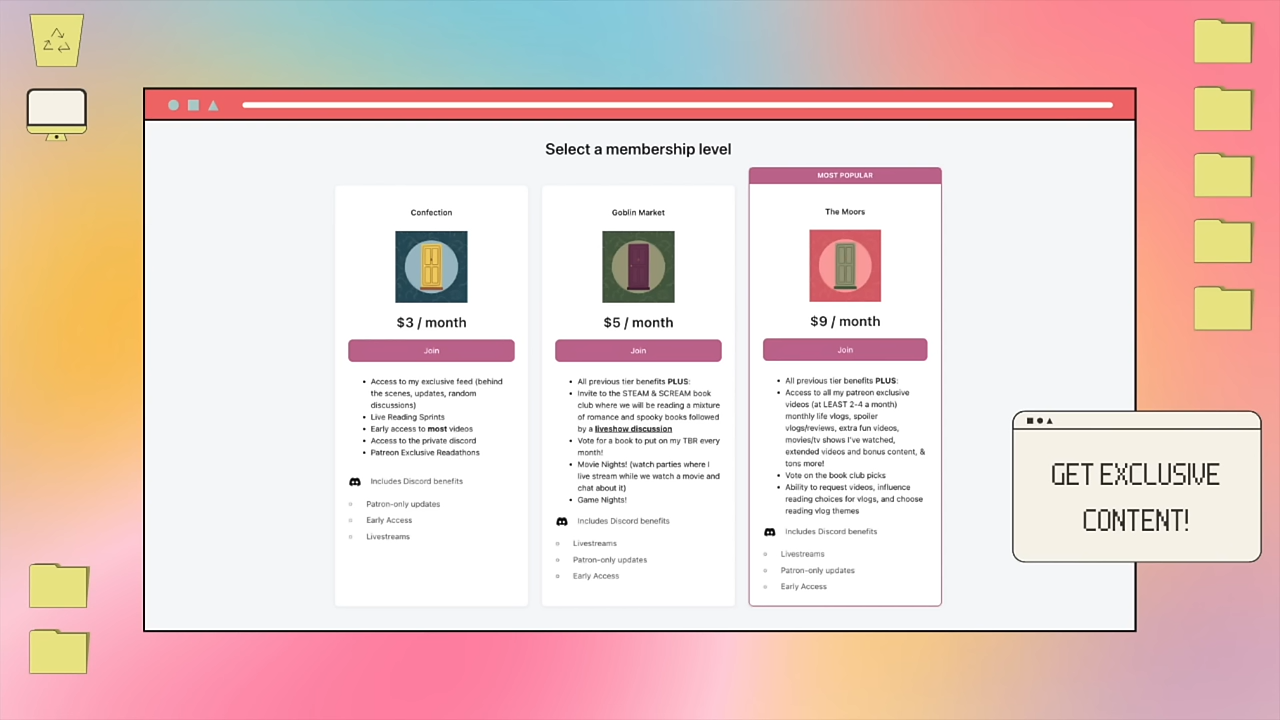 Select a membership level
Confection
$3 / month
Join
Access to my exclusive feed (behind
the scenes, updates, random
discussions)
Live Reading Sprints
Early access to most videos
Access to the private discord
Patreon Exclusive Readathons
Includes Discord benefits
Patron-only updates
Early Access
Livestreams
Goblin Market
$5 / month
Join
All previous tier benefits PLUS:
Invite to the STEAM & SCREAM book
club where we will be reading a mixture
of romance and spooky books followed
by a liveshow discussion
Vote for a book to put on my TBR every
month!
Movie Nights! (watch parties where I
live stream while we watch a movie and
chat about it)
Game Nights!
Includes Discord benefits
Livestreams
Patron-only updates
Early Access
MOST POPULAR
The Moors
$9 / month
Join
All previous tier benefits PLUS:
Access to all my patreon exclusive
videos (at LEAST 2-4 a month)
monthly life vlogs, spoiler
vlogs/reviews, extra fun videos,
movies/tv shows I've watched,
extended videos and bonus content, &
tons more!
Vote on the book club picks
Ability to request videos, influence
reading choices for vlogs, and choose
reading vlog themes
Includes Discord benefits
Livestreams
Patron-only updates
Early Access
GET EXCLUSIVE
CONTENT!